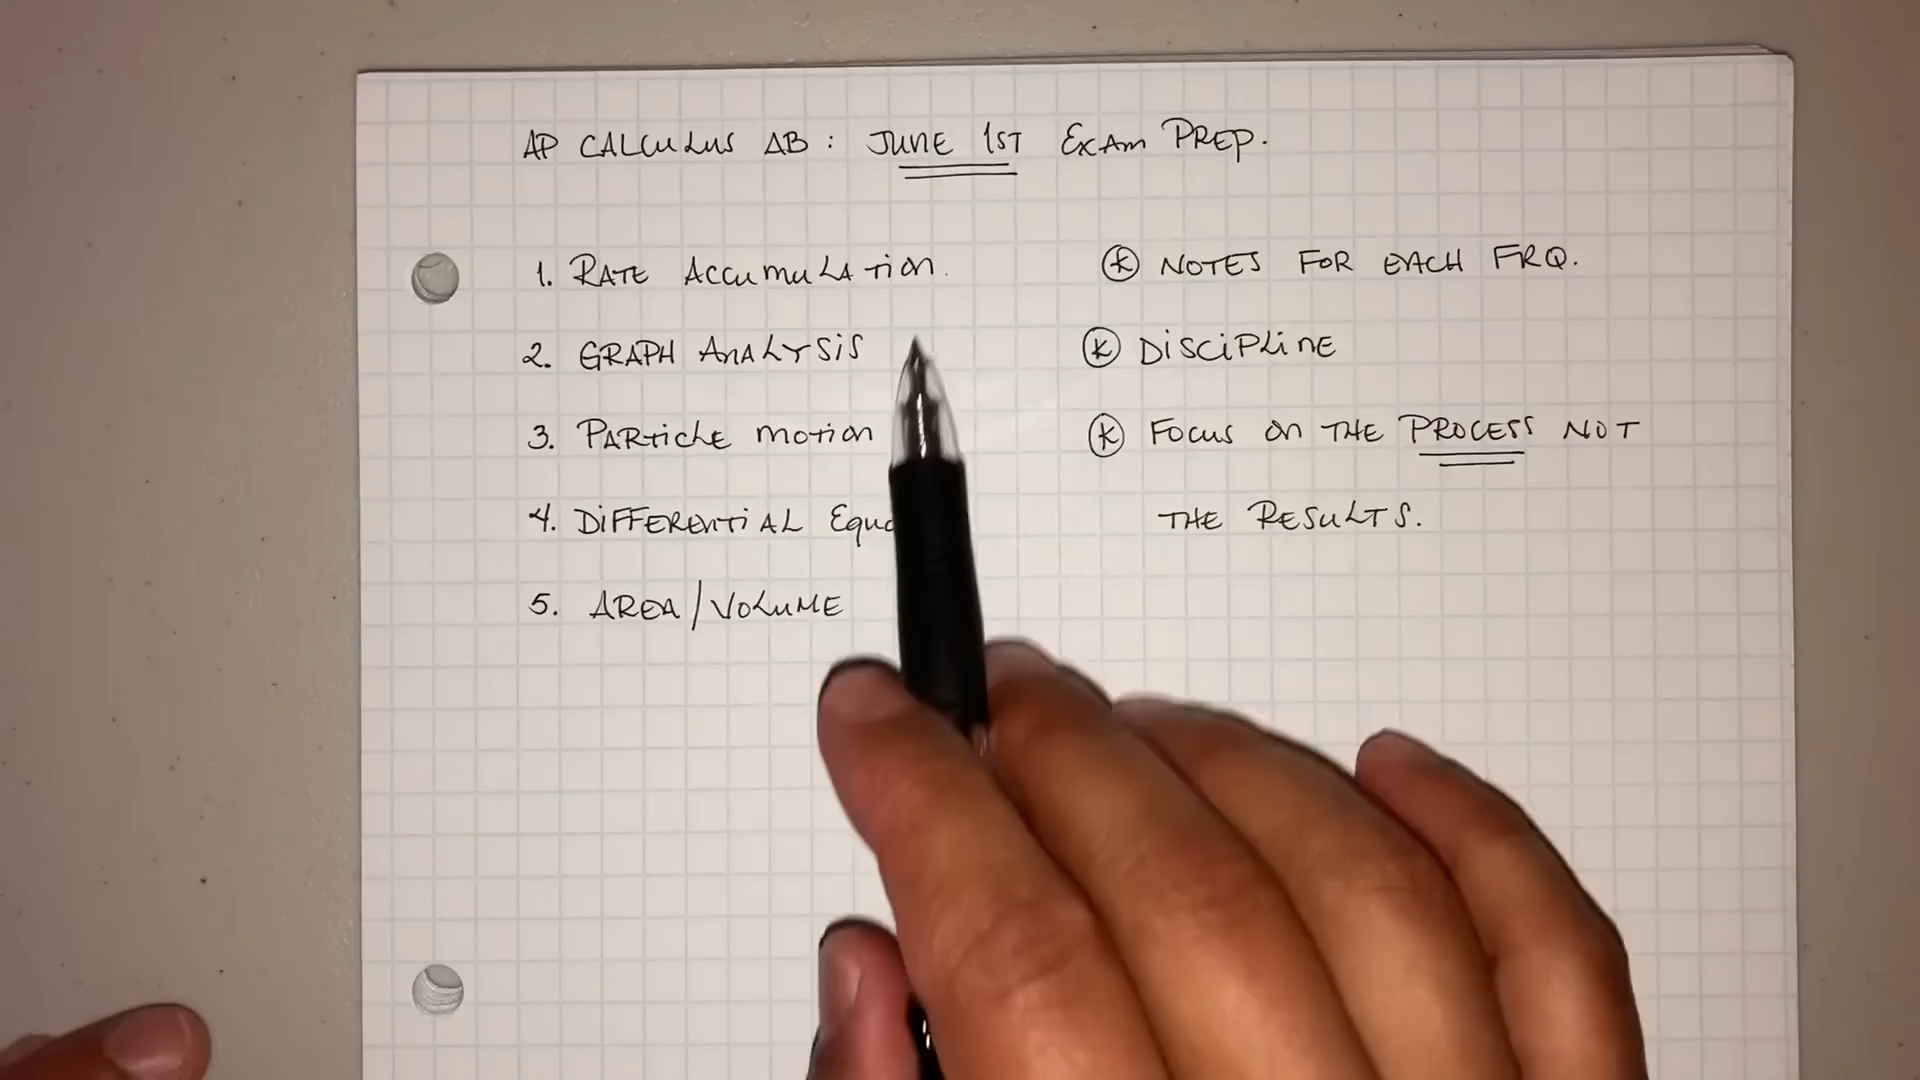 AP CALCULUS AB: JUNE 1ST EXAM PREP.
1. RATE ACCUMULATION.
2. GRAPH ANALYSIS
3. PARTICLE MOTION
4. DIFFERENTIAL
5. AREA/VOLUME
* NOTES FOR EACH FRQ.
* DISCIPLINE
* FOCUS ON THE PROCESS NOT
THE RESULTS.